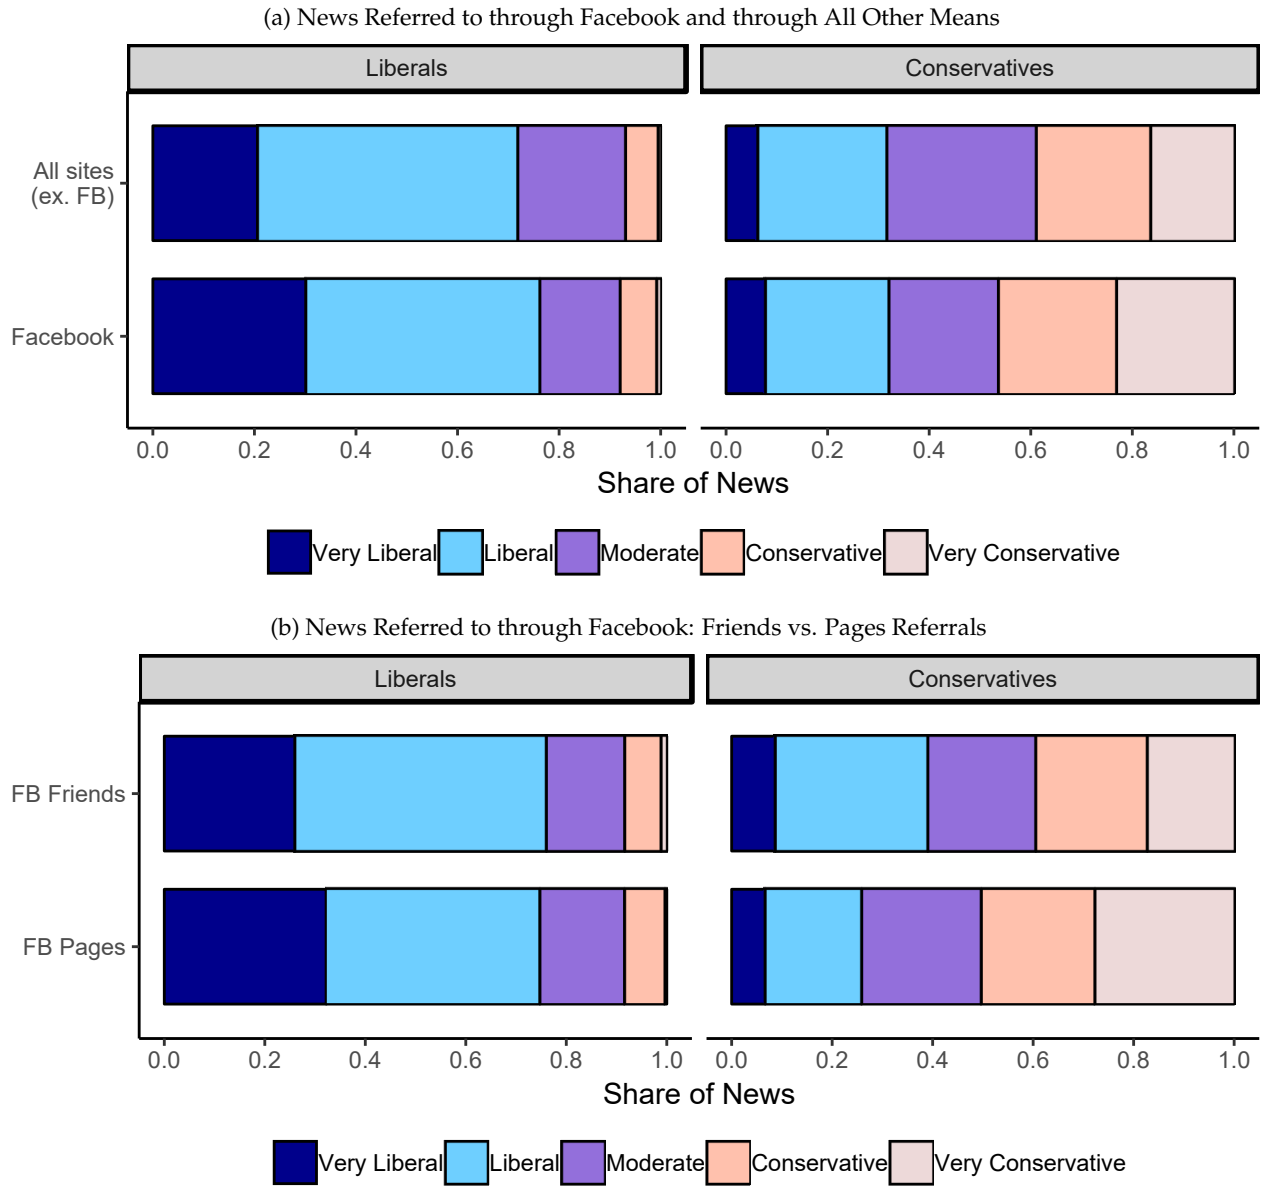 (a) News Referred to through Facebook and through All Other Means
Liberals
Conservatives
All sites
(ex. FB)
Facebook
0.0 0.2 0.4 0.6 0.8 1.0
0.0 0.2 0.4 0.6 0.8 1.0
Share of News
Very Liberal Liberal Moderate Conservative Very Conservative
(b) News Referred to through Facebook: Friends vs. Pages Referrals
Liberals
Conservatives
FB Friends
FB Pages
0.0 0.2 0.4 0.6 0.8 1.0
0.0 0.2 0.4 0.6 0.8 1.0
Share of News
Very Liberal Liberal Moderate Conservative Very Conservative